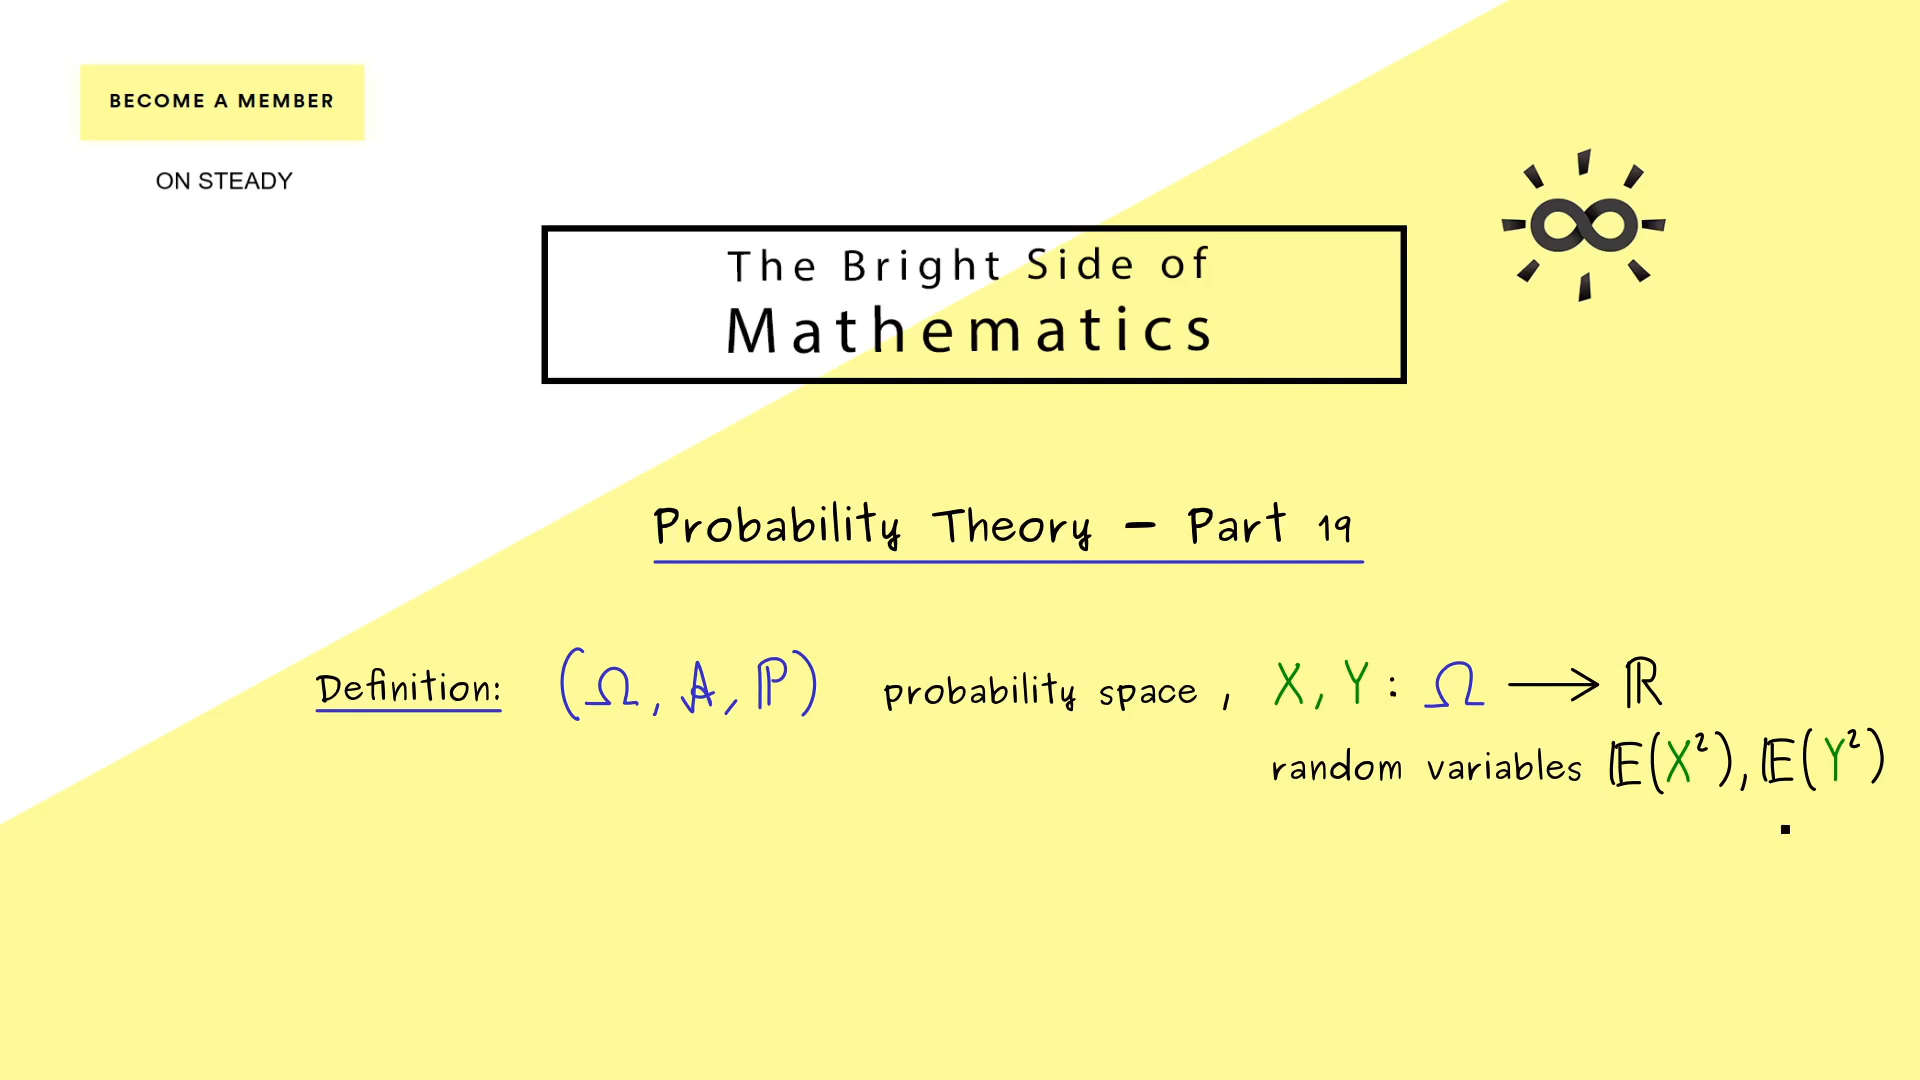 BECOME A MEMBER
ON STEADY
The Bright Side of
Mathematics
Probability Theory – Part 19
Definition: (Ω, 𝔸, ℙ) probability space, X, Y: Ω ⟶ ℝ
random variables 𝔼(X²), 𝔼(Y²)